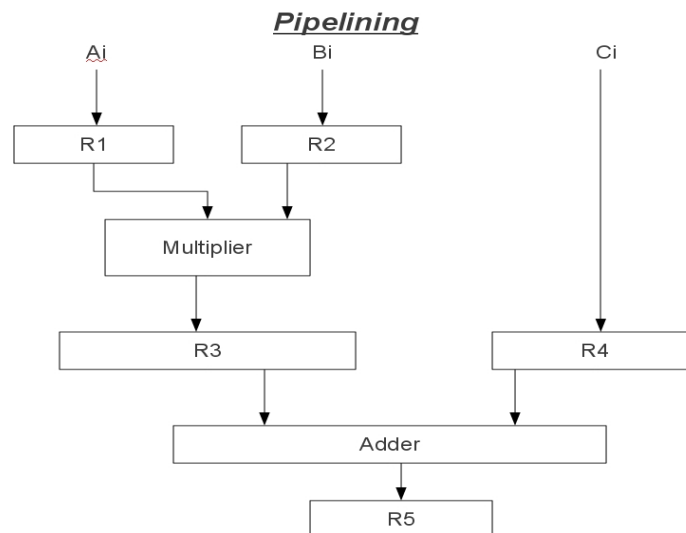 Pipelining
Ai Bi Ci
R1 R2
Multiplier
R3 R4
Adder
R5